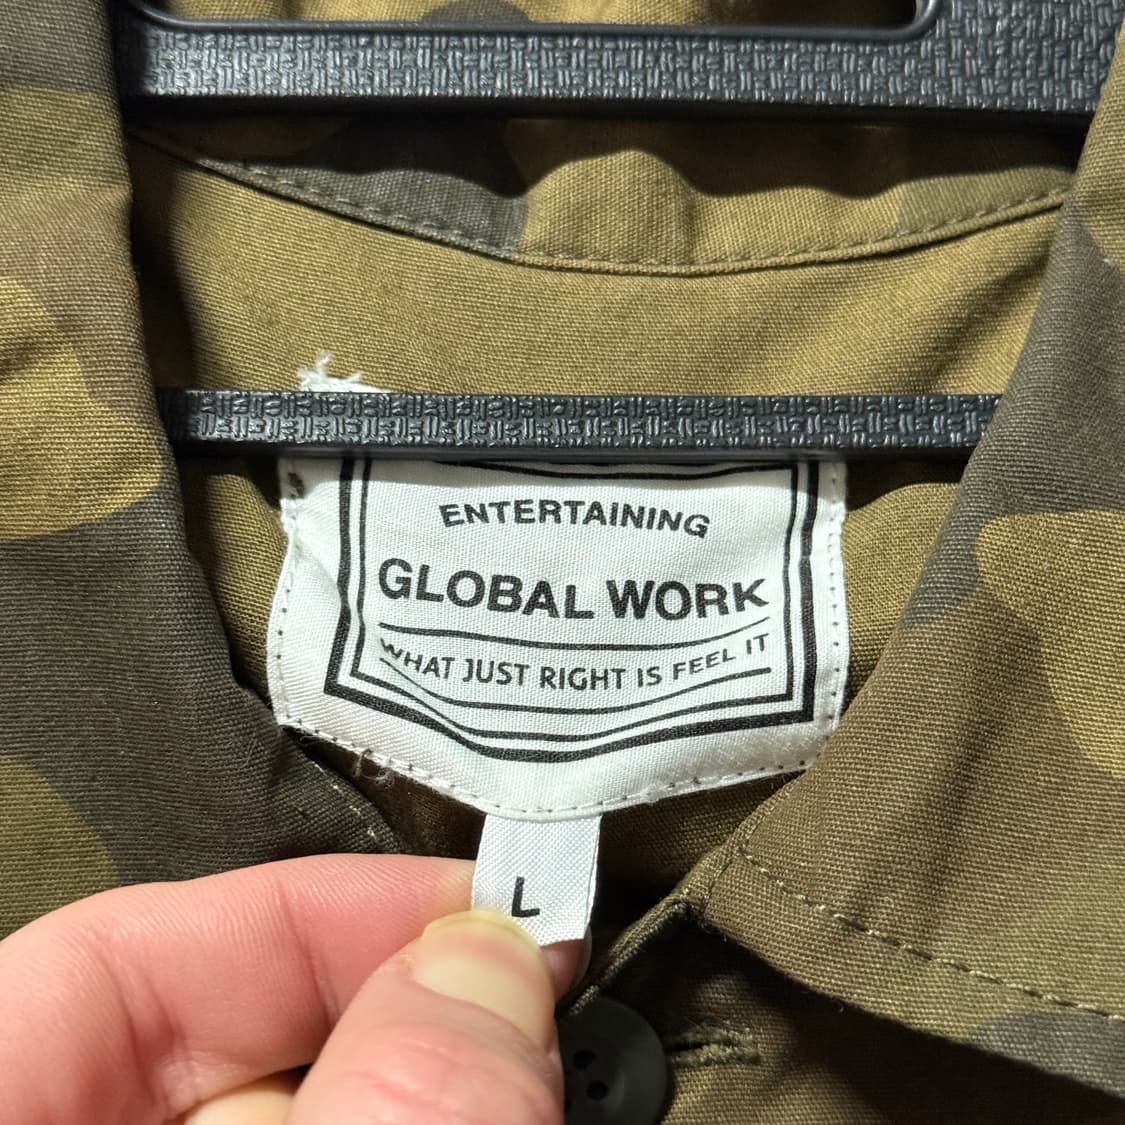 ENTERTAINING
GLOBAL WORK
WHAT JUST RIGHT IS FEEL IT
L